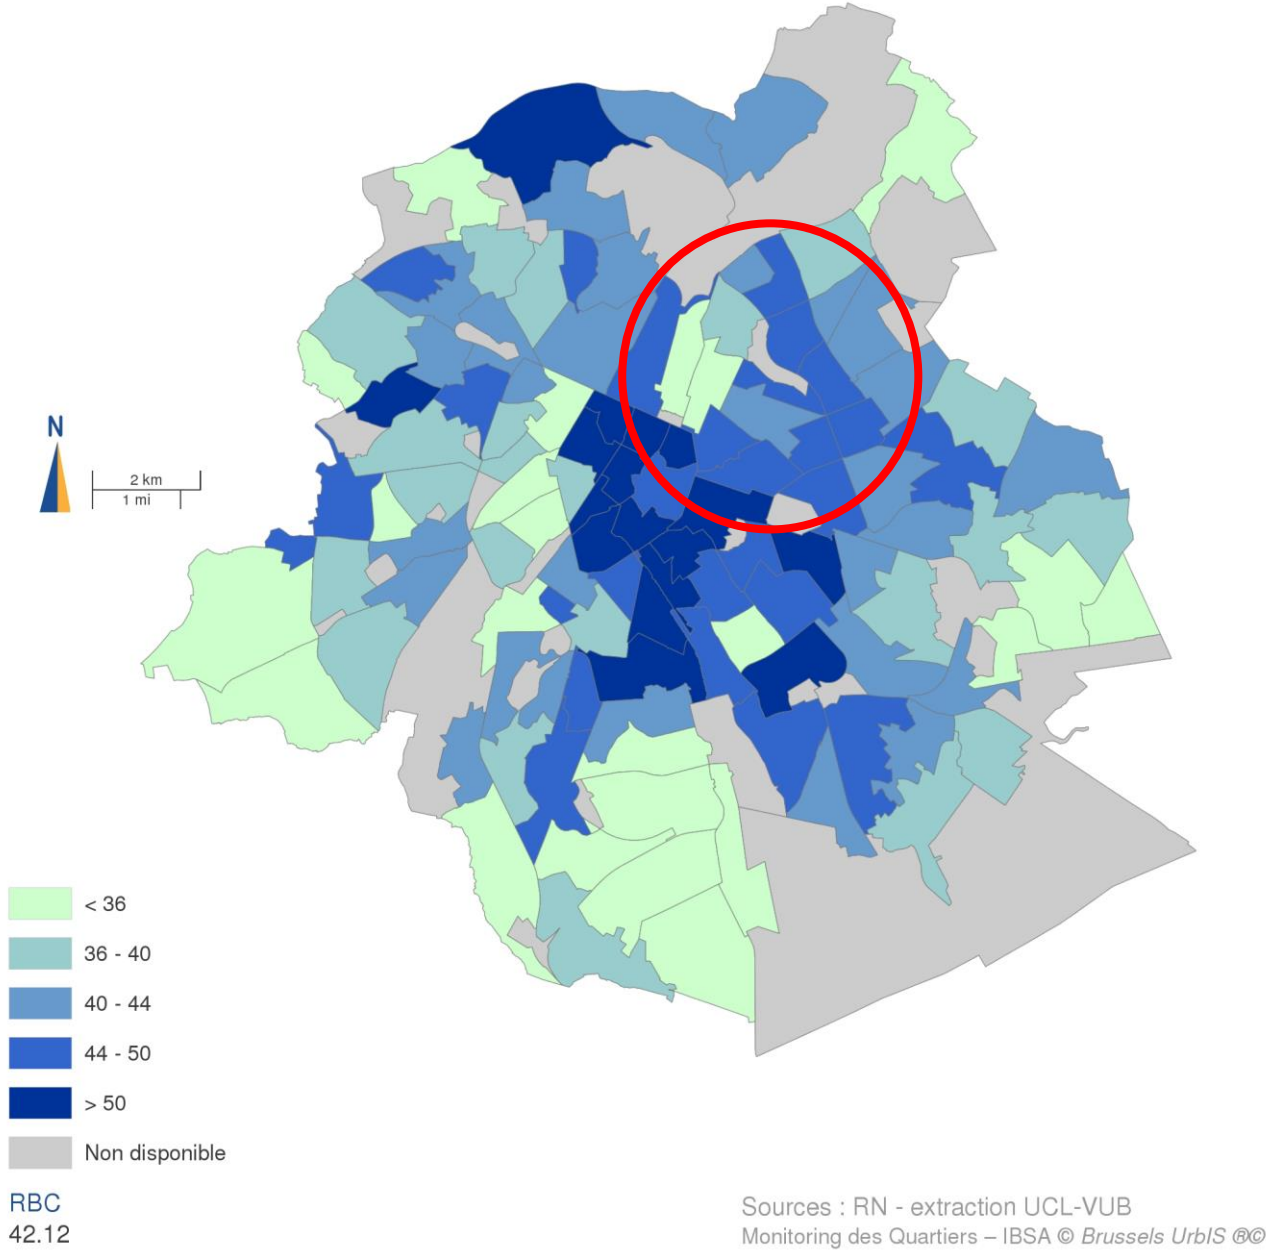 N
2 km
1 mi
< 36
36 - 40
40 - 44
44 - 50
> 50
Non disponible
RBC
42.12
Sources : RN - extraction UCL-VUB
Monitoring des Quartiers – IBSA © Brussels UrbIS ®©